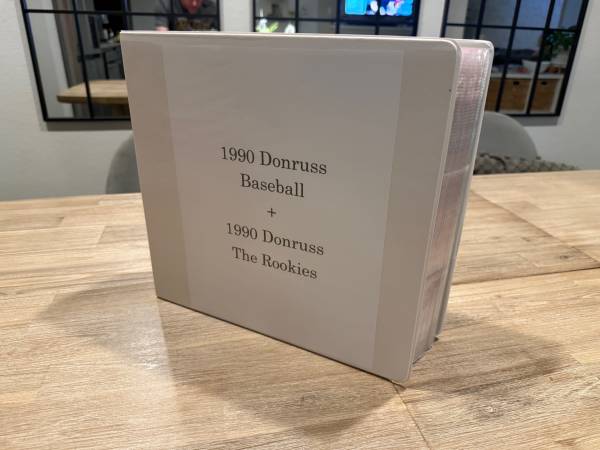 1990 Donruss
Baseball
+
1990 Donruss
The Rookies